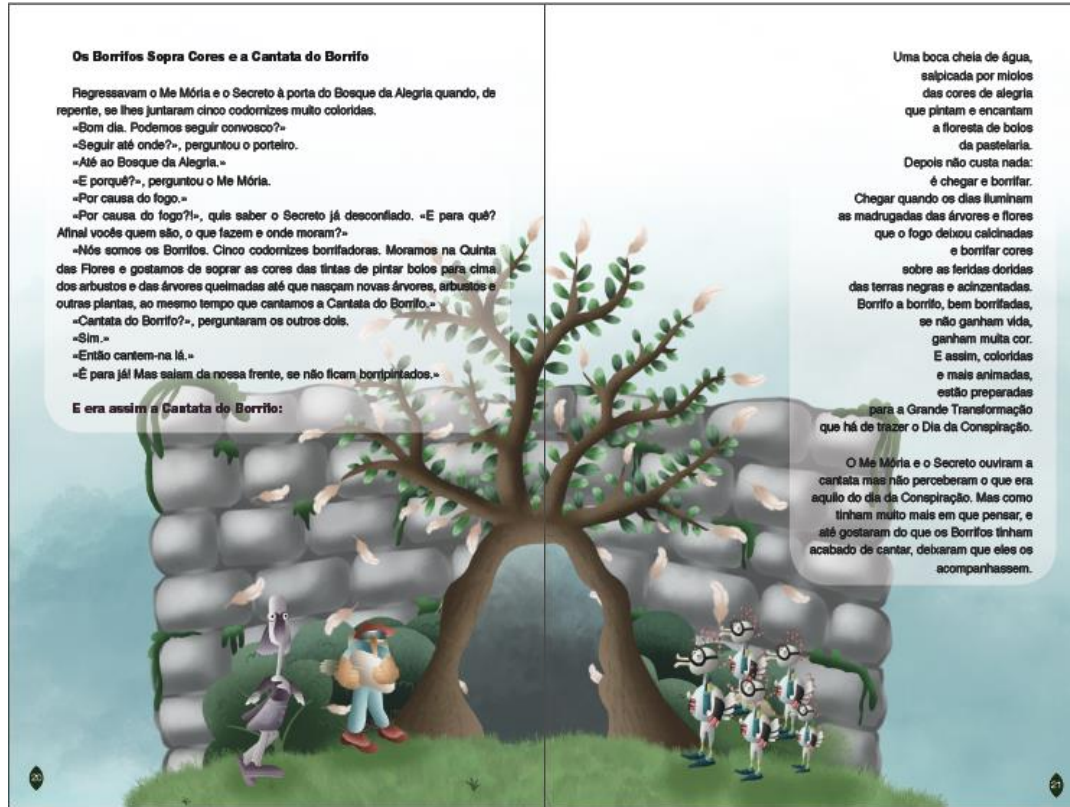 Os Borrifos Sopra Cores e a Cantata do Borrifo
Regressavam o Me Mória e o Secreto à porta do Bosque da Alegria quando, de
repente, se lhes juntaram cinco codornizes muito coloridas.
«Bom dia. Podemos seguir convosco?»
«Seguir até onde?», perguntou o porteiro.
«Até ao Bosque da Alegria.»
«E porquê?», perguntou o Me Mória.
«Por causa do fogo.»
«Por causa do fogo?!», quis saber o Secreto já desconfiado. «E para quê?
Afinal vocês quem são, o que fazem e onde moram?»
«Nós somos os Borrifos. Cinco codornizes borrifadoras. Moramos na Quinta
das Flores e gostamos de soprar as cores das tintas de pintar bolos para cima
dos arbustos e das árvores queimadas até que nasçam novas árvores, arbustos e
outras plantas, ao mesmo tempo que cantamos a Cantata do Borrifo.»
«Cantata do Borrifo?», perguntaram os outros dois.
«Sim.»
«Então cantem-na lá.»
«É para já! Mas saiam da nossa frente, se não ficam borripintados.»
E era assim a Cantata do Borrifo:
20
Uma boca cheia de água,
salpicada por miolos
das cores de alegria
que pintam e encantam
a floresta de bolos
da pastelaria.
Depois não custa nada:
é chegar e borrifar.
Chegar quando os dias iluminam
as madrugadas das árvores e flores
que o fogo deixou calcinadas
e borrifar cores
sobre as feridas doridas
das terras negras e acinzentadas.
Borrifo a borrifo, bem borrifadas,
se não ganham vida,
ganham muita cor.
E assim, coloridas
e mais animadas,
estão preparadas
para a Grande Transformação
que há de trazer o Dia da Conspiração.
O Me Mória e o Secreto ouviram a
cantata mas não perceberam o que era
aquilo do dia da Conspiração. Mas como
tinham muito mais em que pensar, e
até gostaram do que os Borrifos tinham
acabado de cantar, deixaram que eles os
acompanhassem.
21